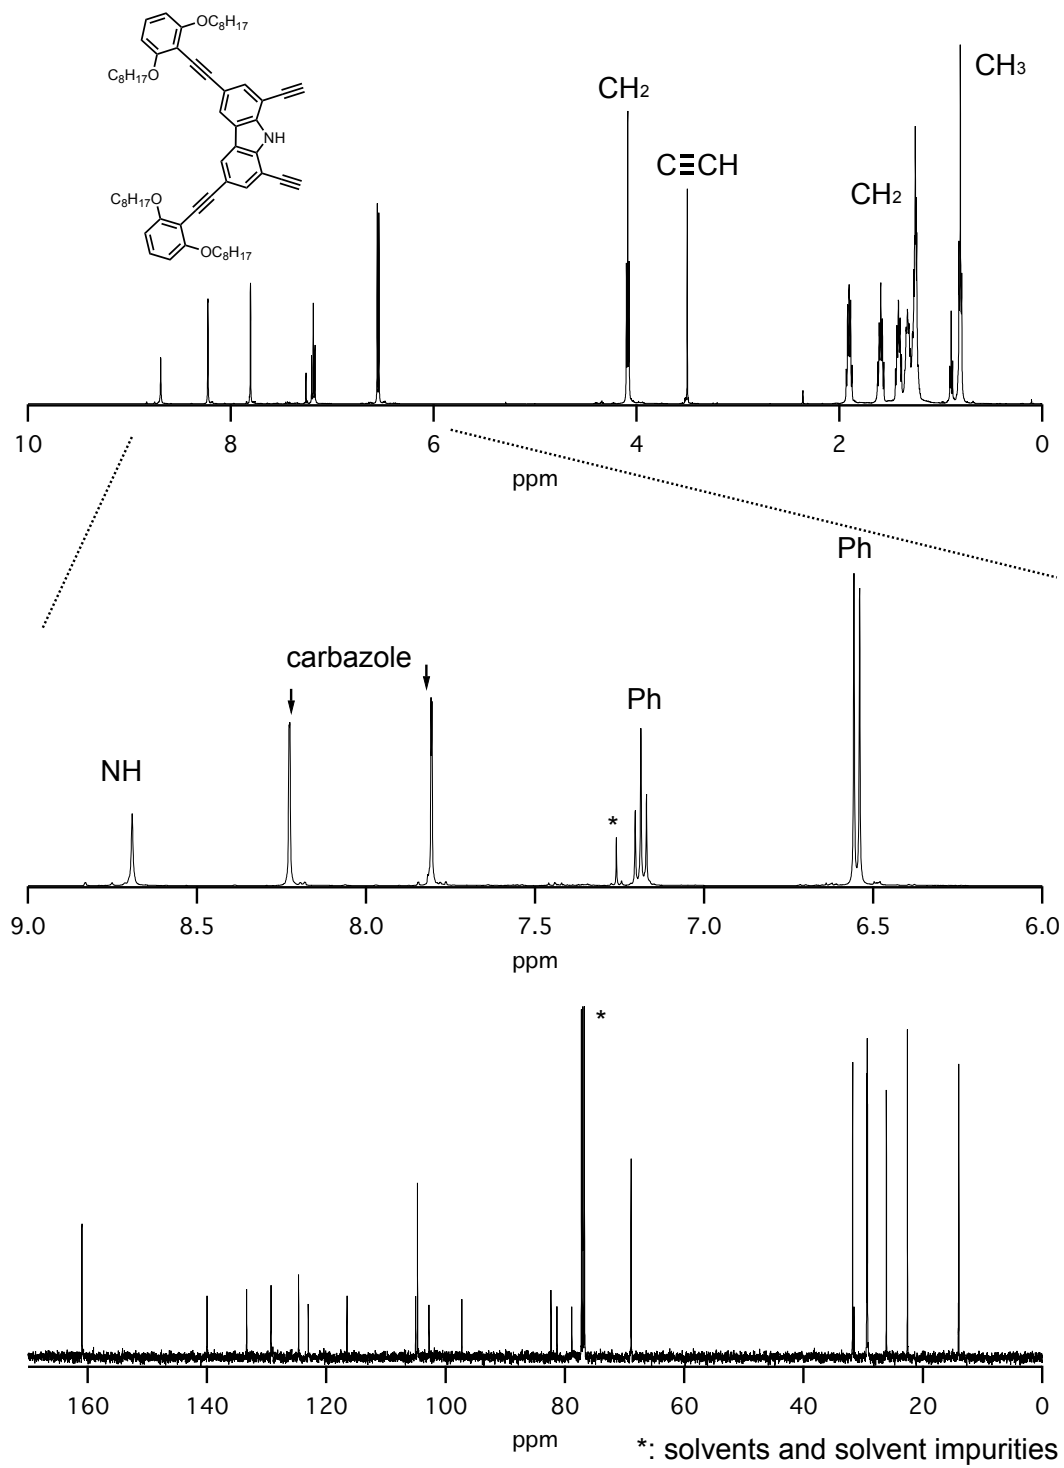 OC8H17
O
C8H17
NH
C8H17O
O
C8H17
CH2
C≡CH
CH2
CH3
10 8 6 4 2 0
ppm
NH
carbazole
*
Ph
Ph
9.0 8.5 8.0 7.5 7.0 6.5 6.0
ppm
*
160 140 120 100 80 60 40 20 0
ppm
*: solvents and solvent impurities